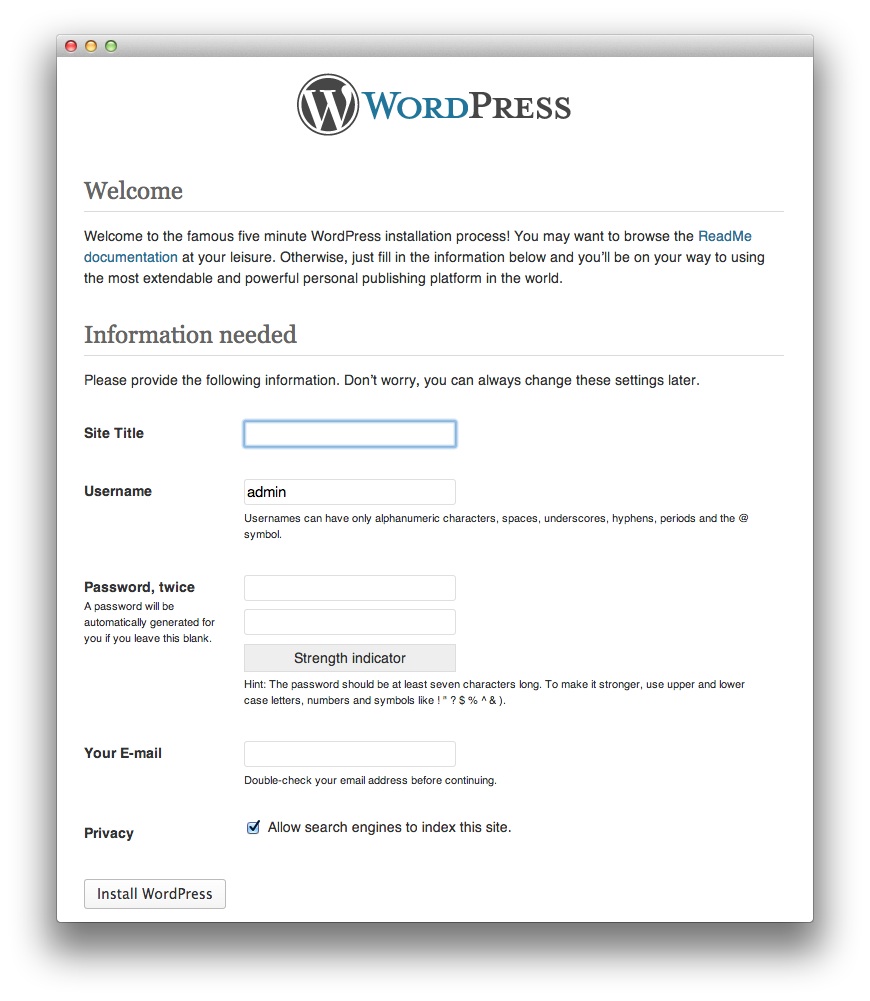 WORDPRESS
Welcome
Welcome to the famous five minute WordPress installation process! You may want to browse the ReadMe
documentation at your leisure. Otherwise, just fill in the information below and you’ll be on your way to using
the most extendable and powerful personal publishing platform in the world.
Information needed
Please provide the following information. Don’t worry, you can always change these settings later.
Site Title
Username
admin
Usernames can have only alphanumeric characters, spaces, underscores, hyphens, periods and the @
symbol.
Password, twice
A password will be
automatically generated for
you if you leave this blank.
Strength indicator
Hint: The password should be at least seven characters long. To make it stronger, use upper and lower
case letters, numbers and symbols like ! " ? $ % ^ & ).
Your E-mail
Double-check your email address before continuing.
Privacy
Allow search engines to index this site.
Install WordPress